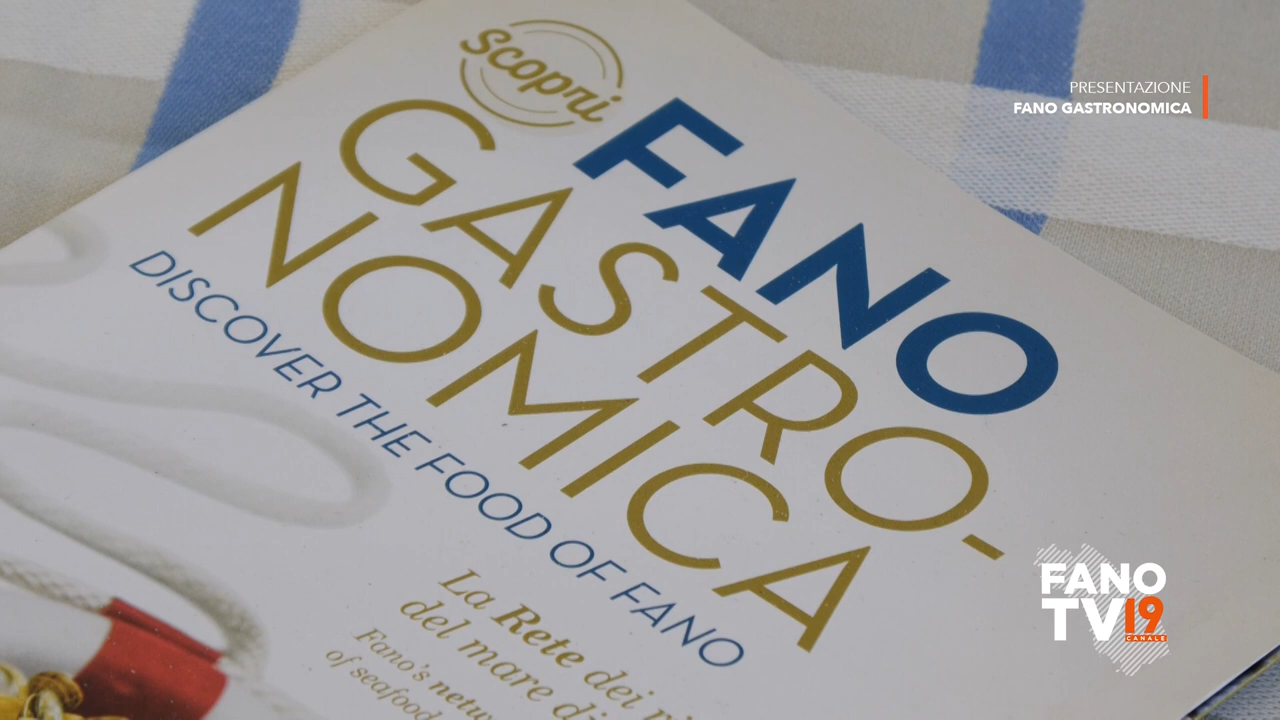 Scopri
FANO
GASTRO-
NOMICA
DISCOVER THE FOOD OF FANO
La Rete dei
del mare di
Fano's
of seafood
PRESENTAZIONE
FANO GASTRONOMICA
FANO
TV19
CANALE